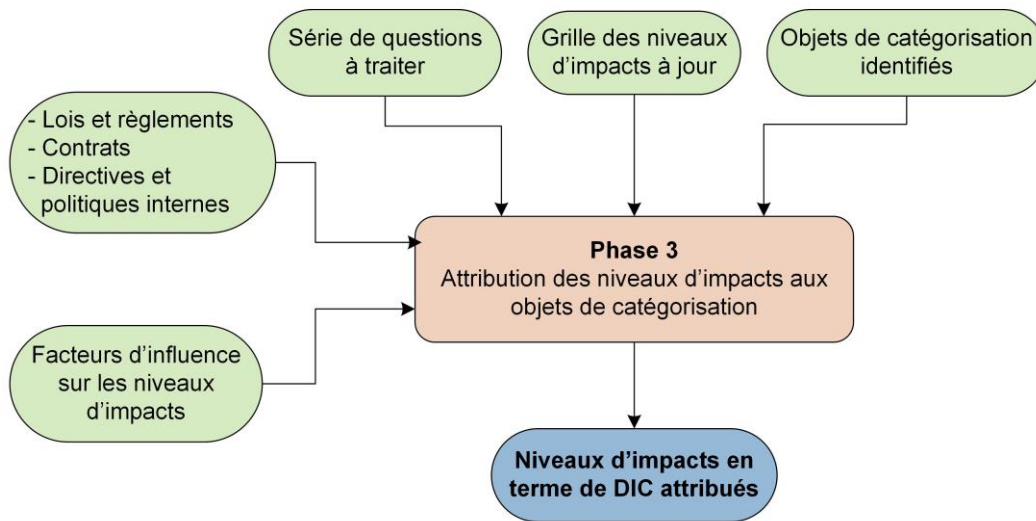 Série de questions
à traiter
Grille des niveaux
d'impacts à jour
Objets de catégorisation
identifiés
- Lois et règlements
- Contrats
- Directives et
politiques internes
Phase 3
Attribution des niveaux d'impacts aux
objets de catégorisation
Facteurs d'influence
sur les niveaux
d'impacts
Niveaux d'impacts en
terme de DIC attribués